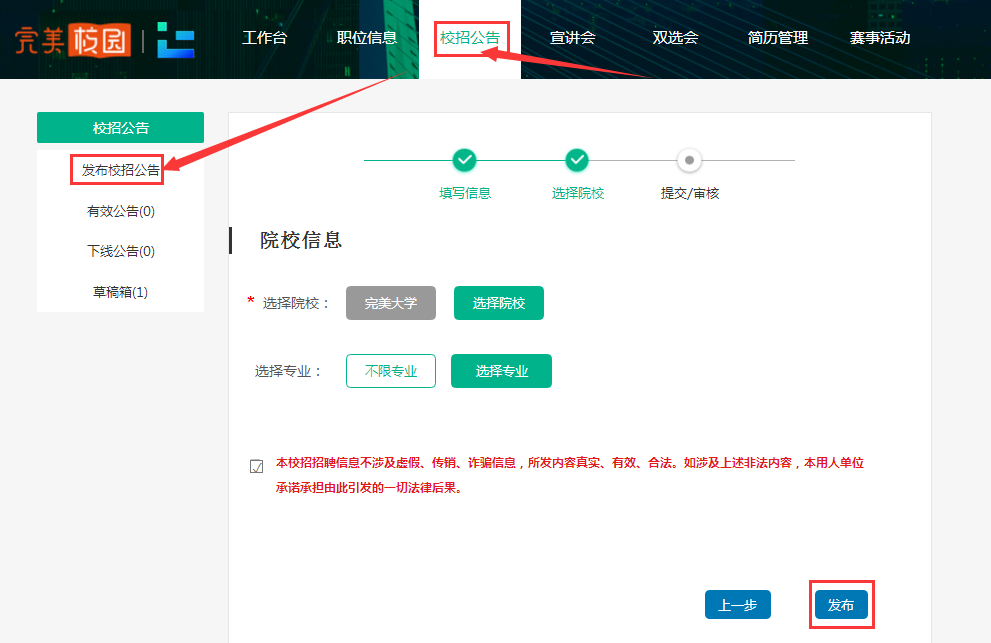 完美校园
工作台
职位信息
校招公告
宣讲会
双选会
简历管理
赛事活动
校招公告
发布校招公告
有效公告(0)
下线公告(0)
草稿箱(1)
填写信息
选择院校
提交/审核
院校信息
* 选择院校：
完美大学
选择院校
选择专业：
不限专业
选择专业
本校招招聘信息不涉及虚假、传销、诈骗信息，所发内容真实、有效、合法。如涉及上述非法内容，本用人单位
承诺承担由此引发的一切法律后果。
上一步
发布